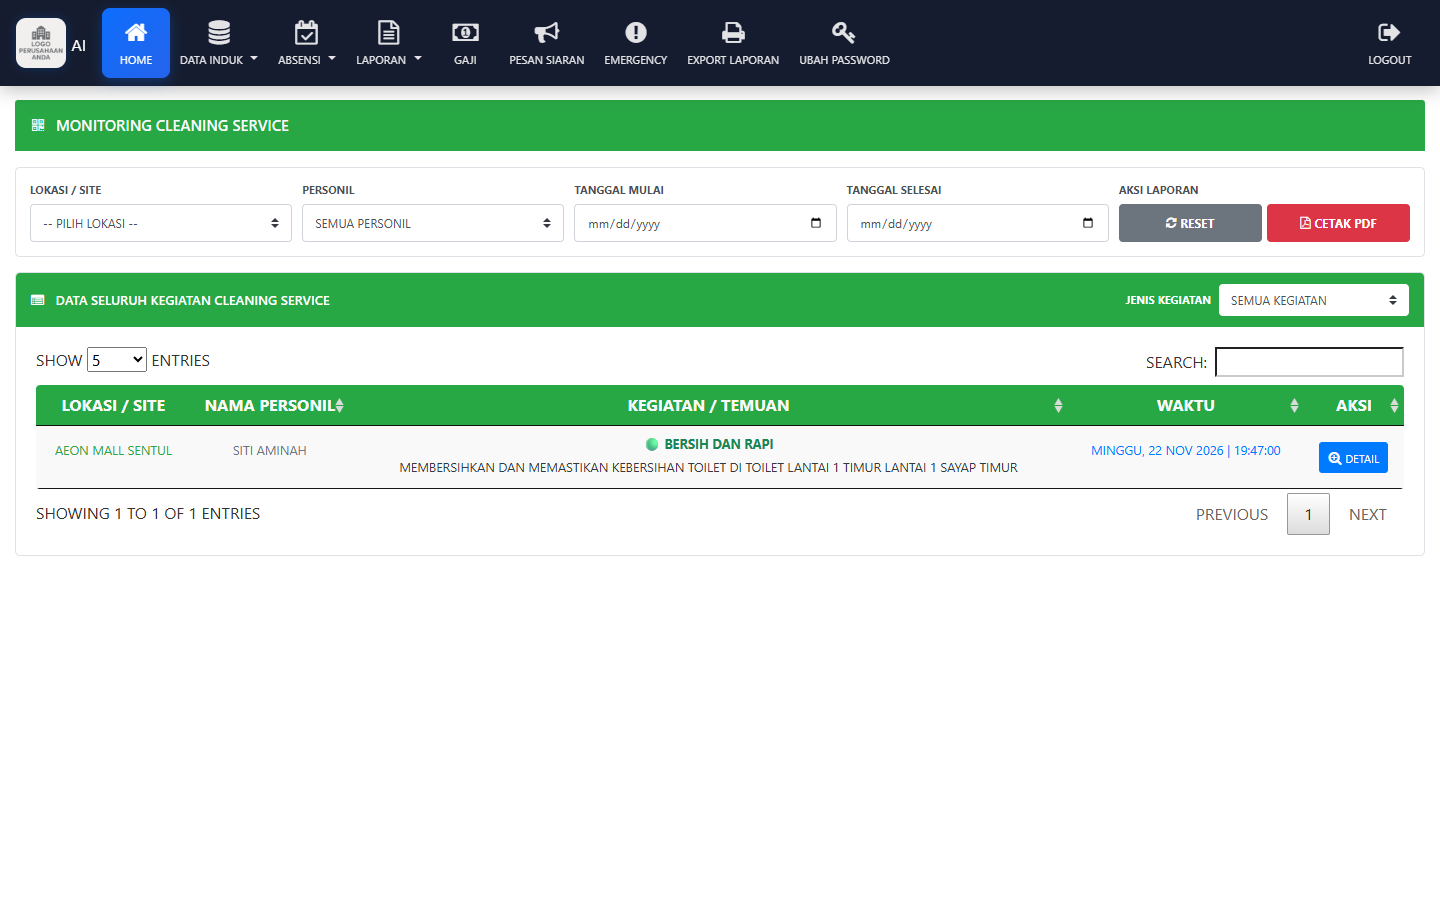 LOGO
PERUSAHAAN
ANDA
AI
HOME
DATA INDUK
ABSENSI
LAPORAN
GAJI
PESAN SIARAN
EMERGENCY
EXPORT LAPORAN
UBAH PASSWORD
LOGOUT
MONITORING CLEANING SERVICE
LOKASI / SITE
PERSONIL
TANGGAL MULAI
TANGGAL SELESAI
AKSI LAPORAN
-- PILIH LOKASI --
SEMUA PERSONIL
mm/dd/yyyy
mm/dd/yyyy
RESET
CETAK PDF
DATA SELURUH KEGIATAN CLEANING SERVICE
JENIS KEGIATAN
SEMUA KEGIATAN
SHOW 5 ENTRIES
SEARCH:
LOKASI / SITE
NAMA PERSONIL
KEGIATAN / TEMUAN
WAKTU
AKSI
AEON MALL SENTUL
SITI AMINAH
BERSIH DAN RAPI
MEMBERSIHKAN DAN MEMASTIKAN KEBERSIHAN TOILET DI TOILET LANTAI 1 TIMUR LANTAI 1 SAYAP TIMUR
MINGGU, 22 NOV 2026 | 19:47:00
DETAIL
SHOWING 1 TO 1 OF 1 ENTRIES
PREVIOUS
1
NEXT